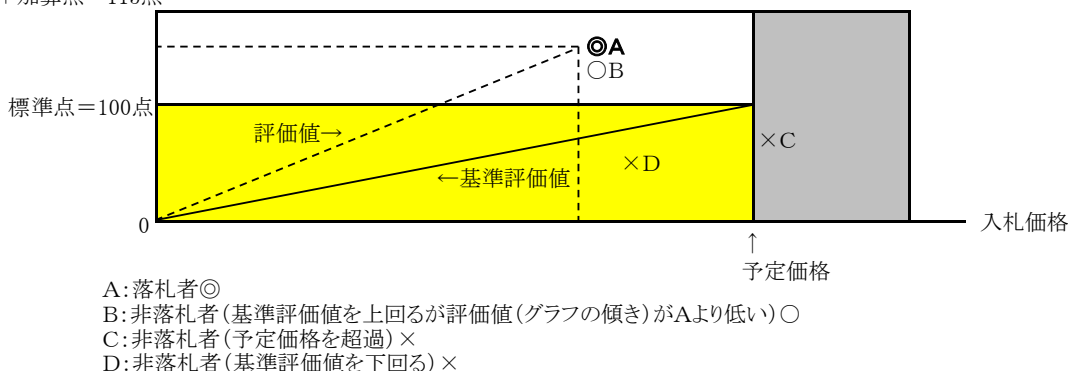 ◎A
○B
標準点＝100点
評価値→
×C
×D
←基準評価値
0
入札価格
↑
予定価格
A：落札者◎
B：非落札者（基準評価値を上回るが評価値（グラフの傾き）がAより低い）○
C：非落札者（予定価格を超過）×
D：非落札者（基準評価値を下回る）×